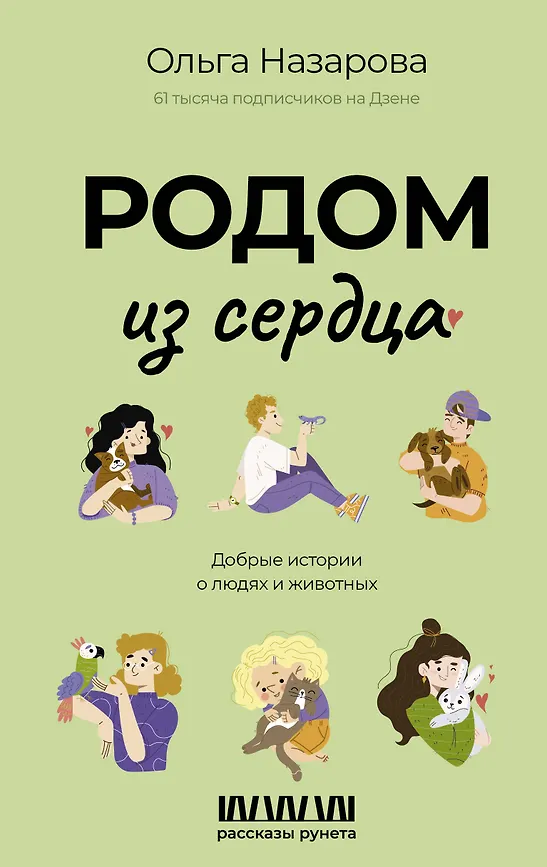 Ольга Назарова
61 тысяча подписчиков на Дзене
РОДОМ
из сердца
Добрые истории
о людях и животных
рассказы рунета